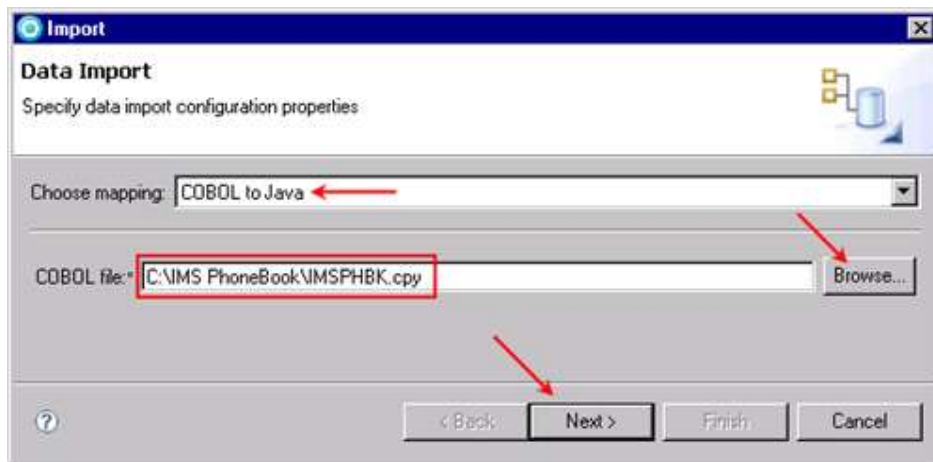 Import
Data Import
Specify data import configuration properties
Choose mapping: COBOL to Java
COBOL file:* C:\IMS PhoneBook\IMSPHBK.cpy Browse...
? < Back Next > Finish Cancel